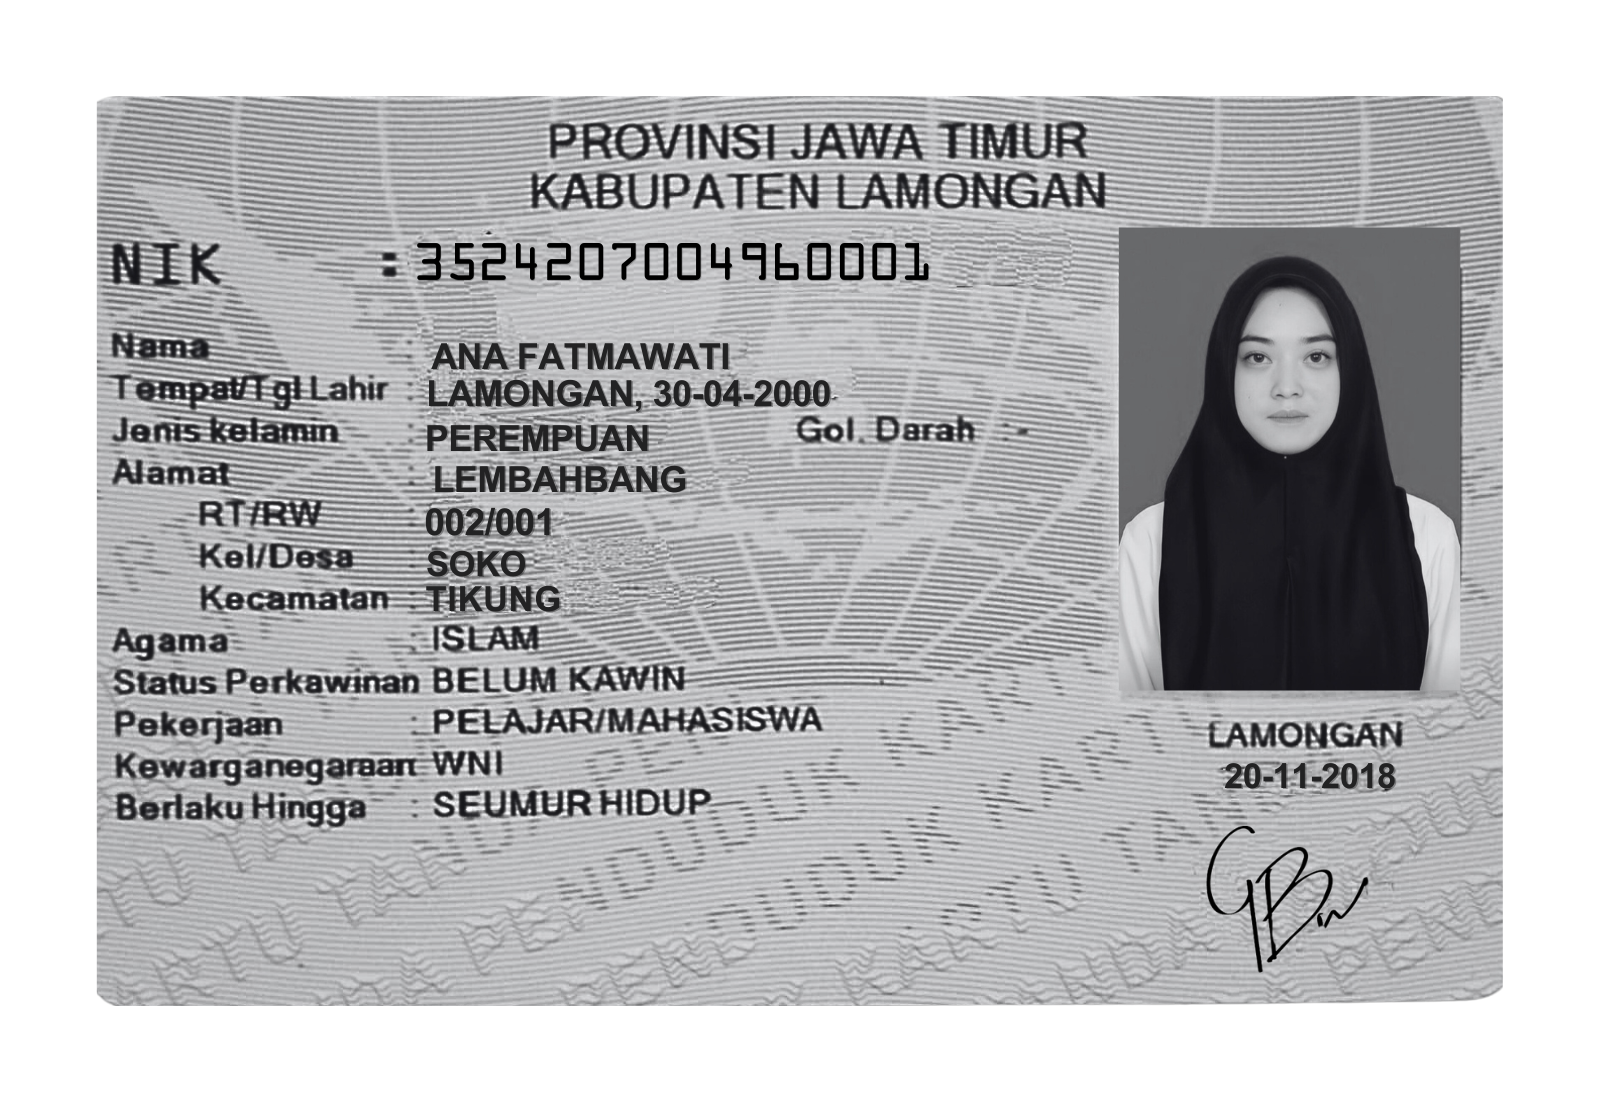 PROVINSI JAWA TIMUR
KABUPATEN LAMONGAN
NIK : 3524207004960001
Nama : ANA FATMAWATI
Tempat/Tgl Lahir : LAMONGAN, 30-04-2000
Jenis kelamin : PEREMPUAN Gol. Darah : -
Alamat : LEMBAHBANG
RT/RW : 002/001
Kel/Desa : SOKO
Kecamatan : TIKUNG
Agama : ISLAM
Status Perkawinan BELUM KAWIN
Pekerjaan : PELAJAR/MAHASISWA
Kewarganegaraan WNI
Berlaku Hingga : SEUMUR HIDUP
LAMONGAN
20-11-2018